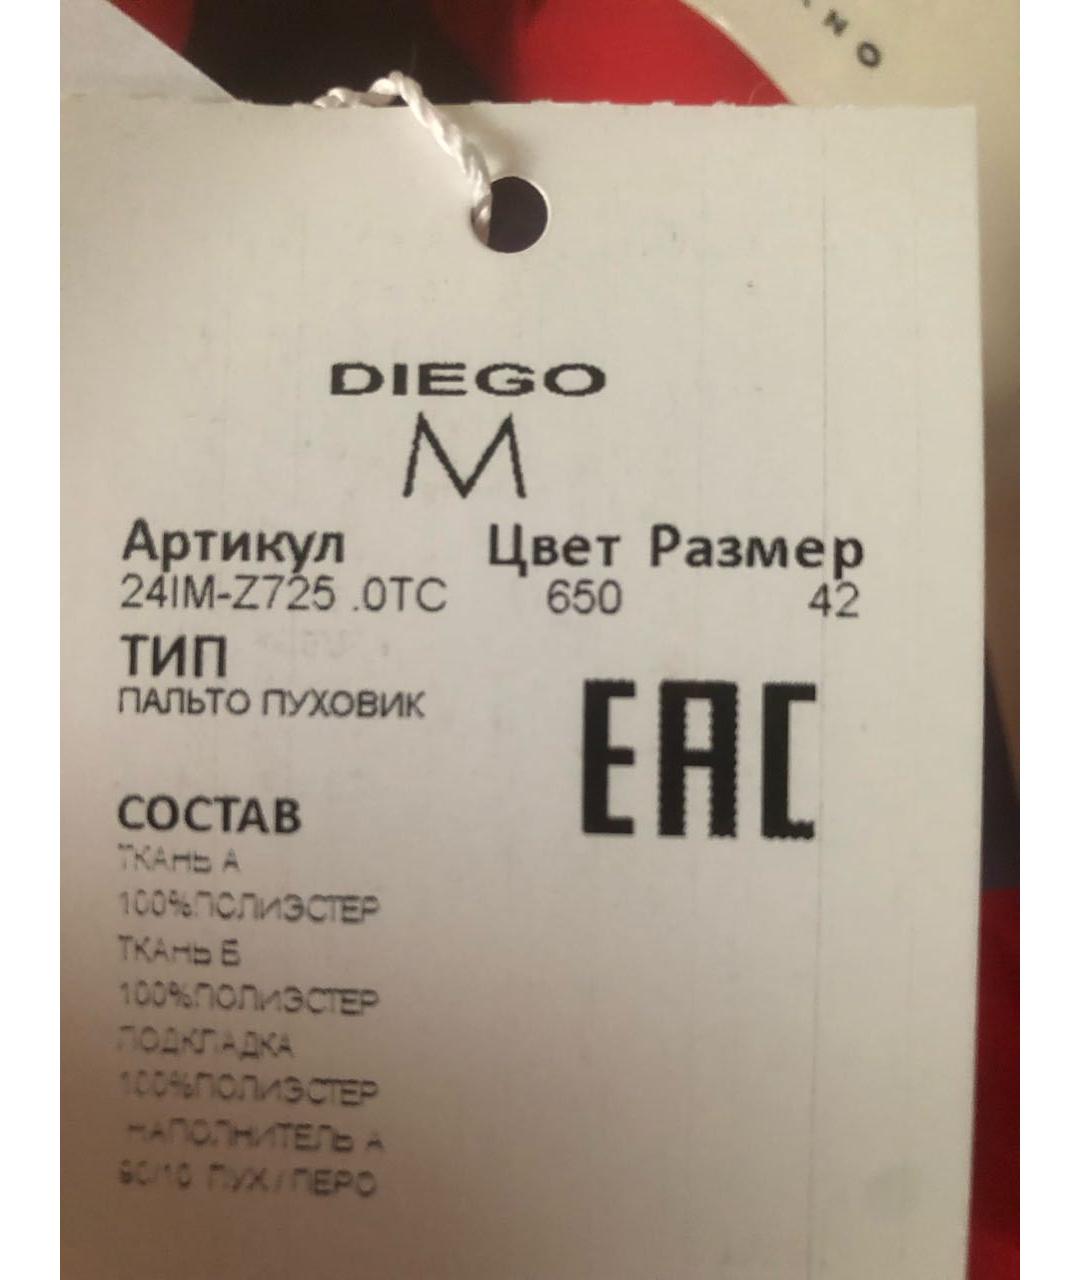 ANO
DIEGO
M
Артикул Цвет Размер
24IM-Z725 .0TC 650 42
ТИП
ПАЛЬТО ПУХОВИК
EAC
СОСТАВ
ТКАНЬ А
100%ПОЛИЭСТЕР
ТКАНЬ Б
100%ПОЛИЭСТЕР
ПОДКЛАДКА
100%ПОЛИЭСТЕР
НАПОЛНИТЕЛЬ А
90/10 ПУХ/ПЕРО